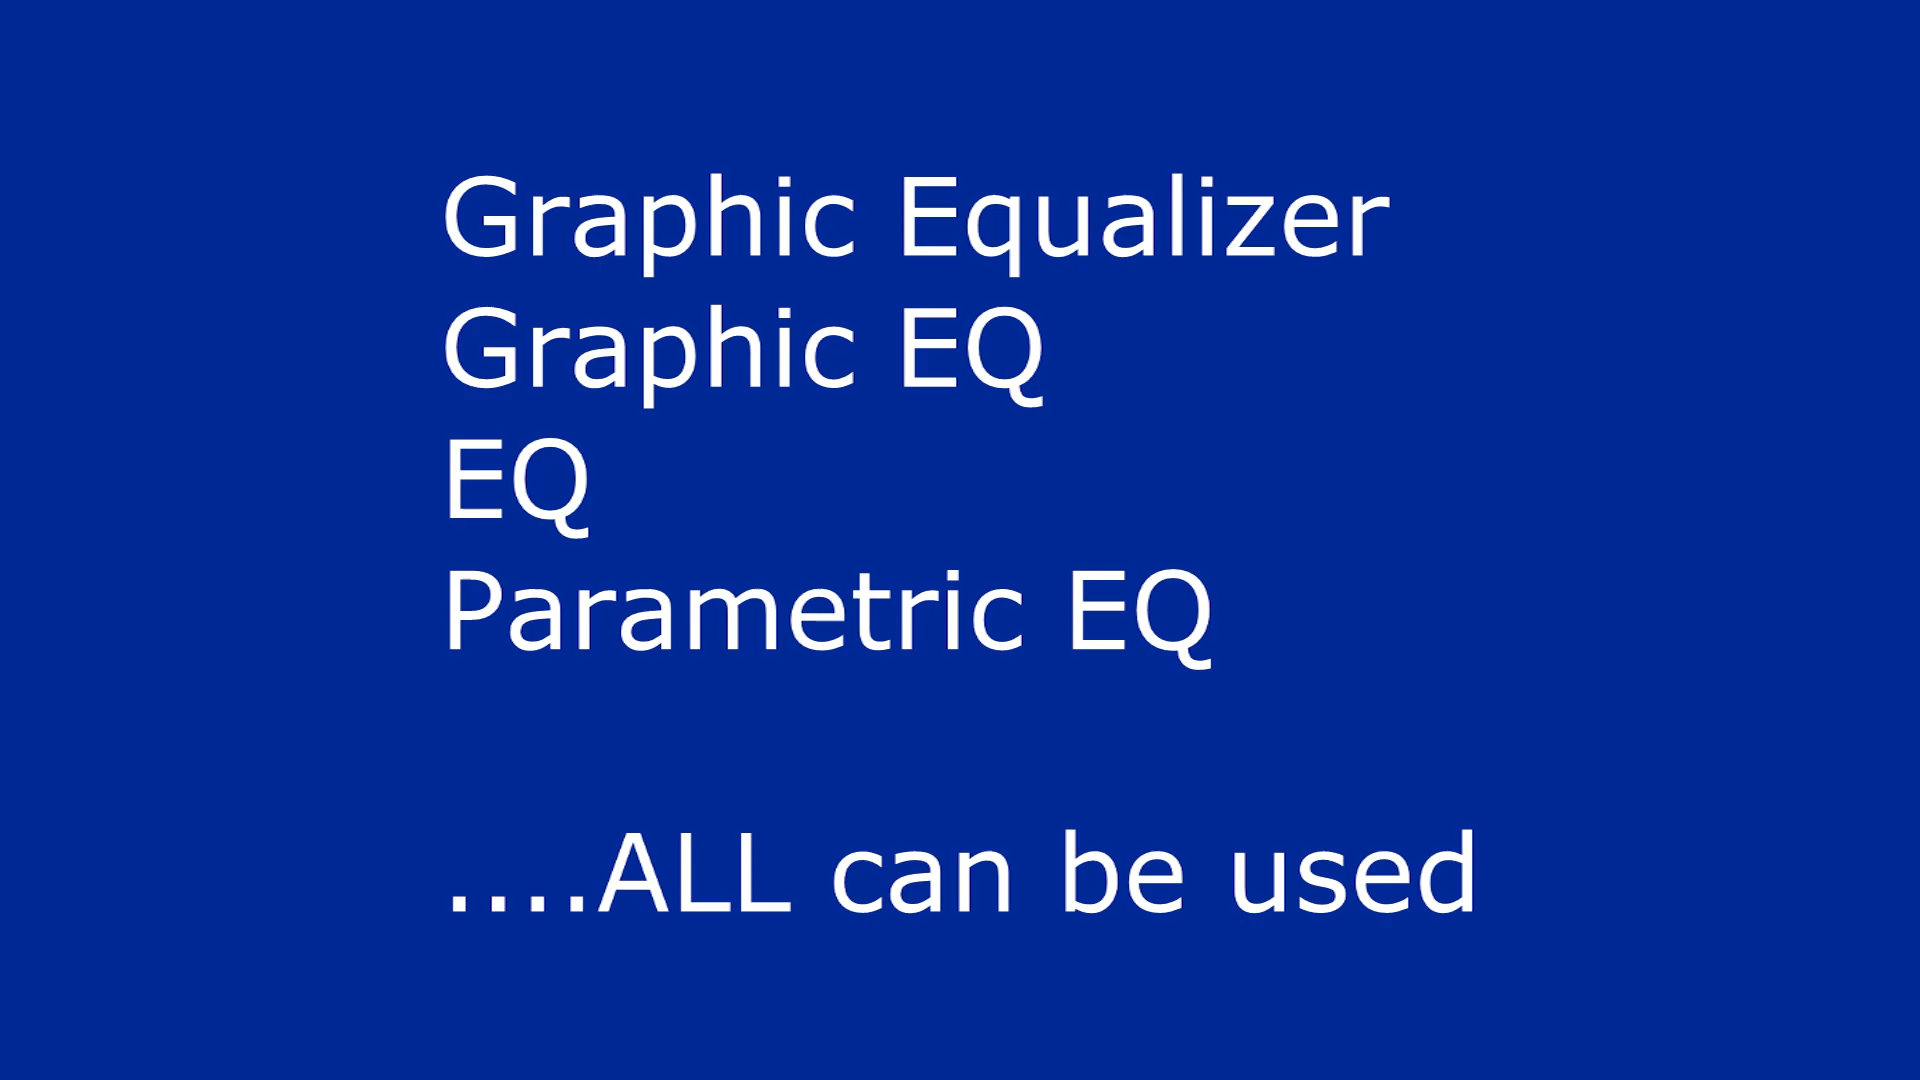 Graphic Equalizer
Graphic EQ
EQ
Parametric EQ
....ALL can be used